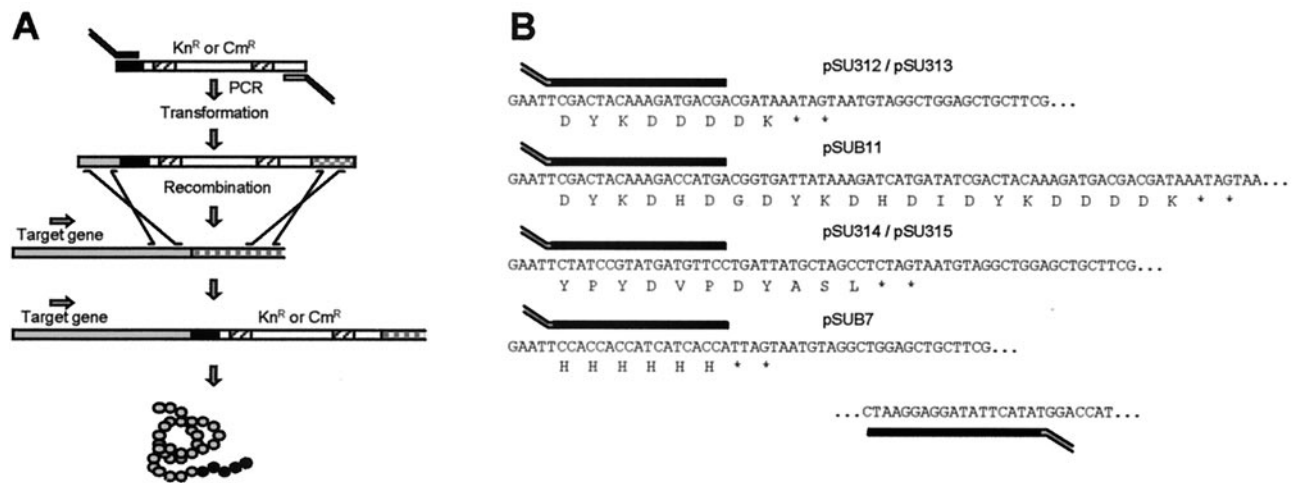 A
Kn^R or Cm^R
PCR
Transformation
Recombination
Target gene
Target gene
Kn^R or Cm^R
B
pSU312 / pSU313
GAATTCGACTACAAAGATGACGACGATAAATAGTAATGTAGGCTGGAGCTGCTTCG...
D Y K D D D D K * *
pSUB11
GAATTCGACTACAAAGACCATGACGGTGATTATAAAGATCATGATATCGACTACAAAGATGACGACGATAAATAGTAA...
D Y K D H D G D Y K D H D I D Y K D D D D K * *
pSU314 / pSU315
GAATTCTATCCGTATGATGTTCCTGATTATGCTAGCCTCTAGTAATGTAGGCTGGAGCTGCTTCG...
Y P Y D V P D Y A S L * *
pSUB7
GAATTCCACCACCATCATCACCATTAGTAATGTAGGCTGGAGCTGCTTCG...
H H H H H H * *
...CTAAGGAGGATATTCATATGGACCAT...